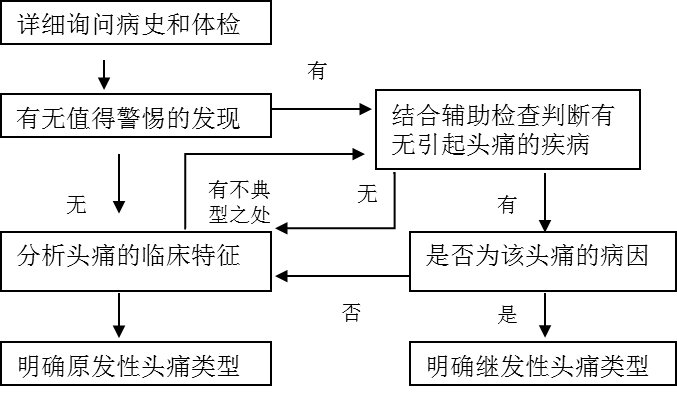 详细询问病史和体检
有
有无值得警惕的发现
结合辅助检查判断有
无引起头痛的疾病
无
有不典
型之处
无
有
分析头痛的临床特征
是否为该头痛的病因
否
是
明确原发性头痛类型
明确继发性头痛类型